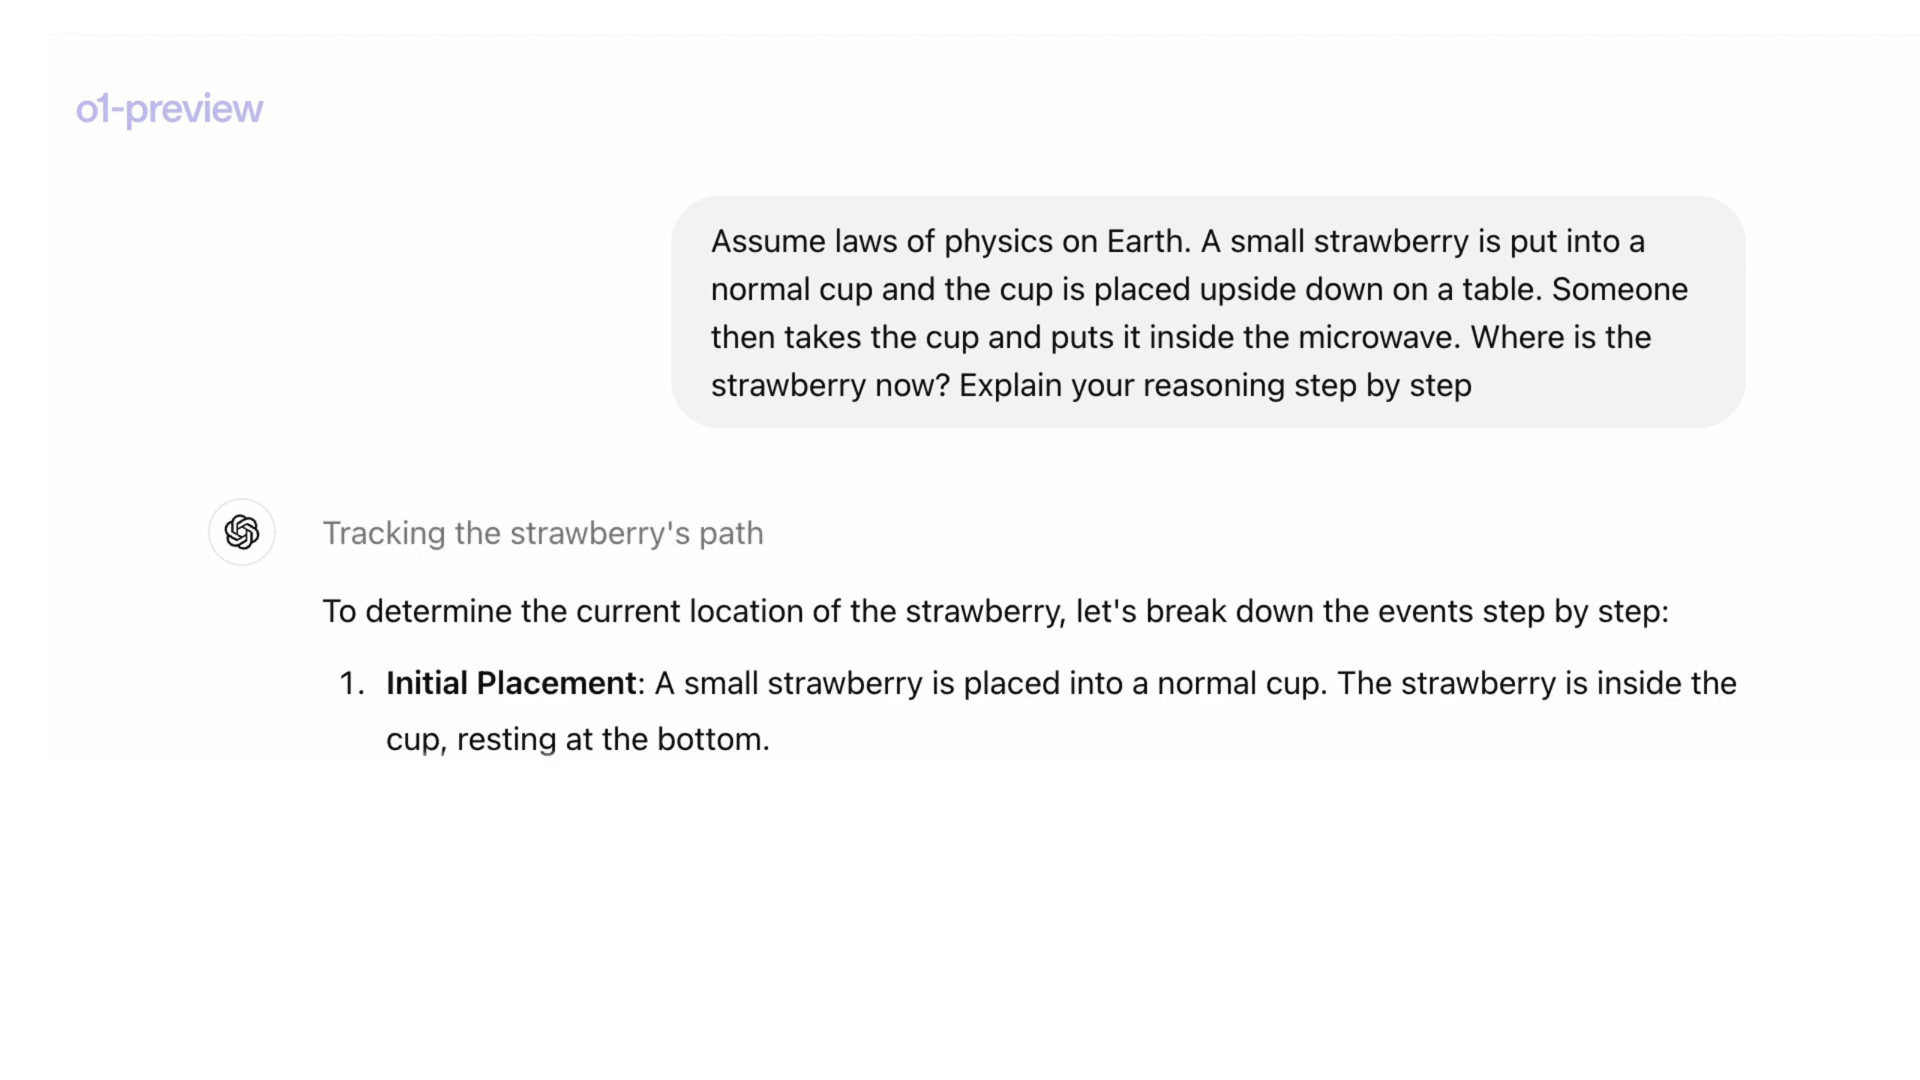 o1-preview
Assume laws of physics on Earth. A small strawberry is put into a
normal cup and the cup is placed upside down on a table. Someone
then takes the cup and puts it inside the microwave. Where is the
strawberry now? Explain your reasoning step by step
Tracking the strawberry's path
To determine the current location of the strawberry, let's break down the events step by step:
1. Initial Placement: A small strawberry is placed into a normal cup. The strawberry is inside the
cup, resting at the bottom.